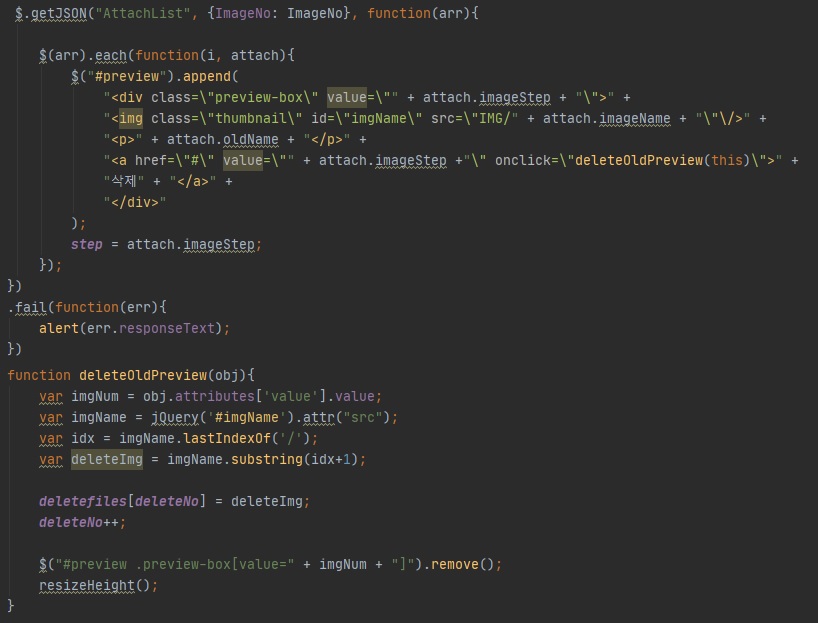 $.getJSON("AttachList", {ImageNo: ImageNo}, function(arr){
$(arr).each(function(i, attach){
$("#preview").append(
"<div class=\"preview-box\" value=\"" + attach.imageStep + "\">" +
"<img class=\"thumbnail\" id=\"imgName\" src=\"IMG/" + attach.imageName + "\"\/>" +
"<p>" + attach.oldName + "</p>" +
"<a href=\"#\" value=\"" + attach.imageStep +"\" onclick=\"deleteOldPreview(this)\">" +
"삭제" + "</a>" +
"</div>"
);
step = attach.imageStep;
});
})
.fail(function(err){
alert(err.responseText);
})
function deleteOldPreview(obj){
var imgNum = obj.attributes['value'].value;
var imgName = jQuery('#imgName').attr("src");
var idx = imgName.lastIndexOf('/');
var deleteImg = imgName.substring(idx+1);
deletefiles[deleteNo] = deleteImg;
deleteNo++;
$("#preview .preview-box[value=" + imgNum + "]").remove();
resizeHeight();
}